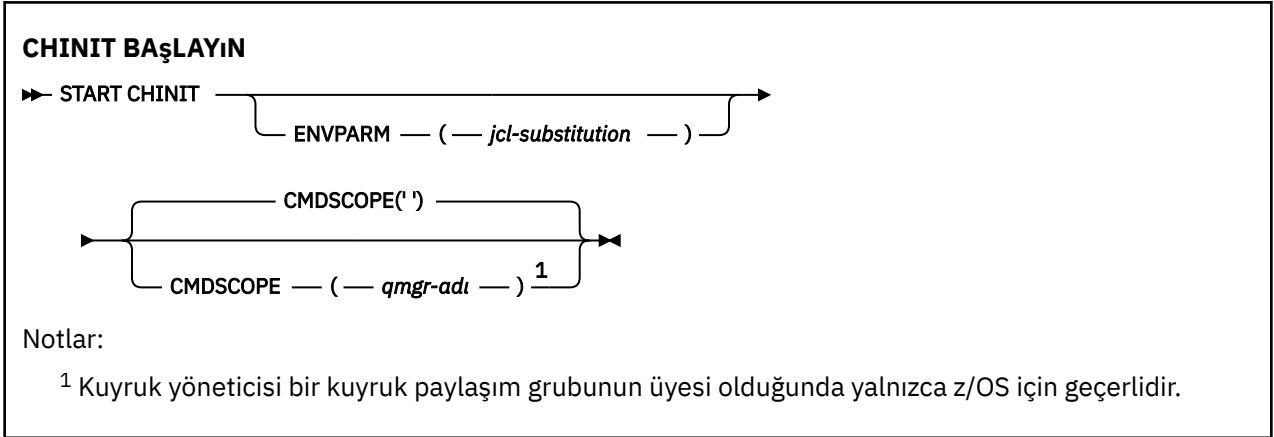 CHINIT BAşLAYıN
START CHINIT
ENVPARM ( jcl-substitution )
CMDSCOPE(' ')
CMDSCOPE ( qmgr-adı ) 1
Notlar:
1 Kuyruk yöneticisi bir kuyruk paylaşım grubunun üyesi olduğunda yalnızca z/OS için geçerlidir.